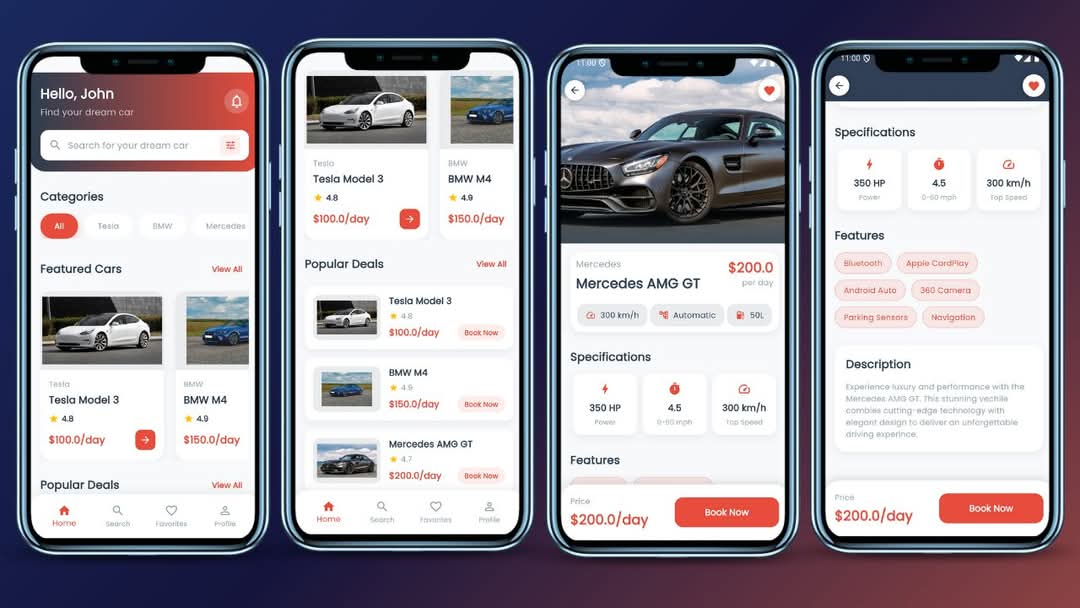 Hello, John
Find your dream car
Search for your dream car
Categories
All Tesla BMW Mercedes
Featured Cars View All
Tesla BMW
Tesla Model 3 BMW M4
4.8 4.9
$100.0/day $150.0/day
Popular Deals View All
Home Search Favorites Profile
Tesla BMW
Tesla Model 3 BMW M4
4.8 4.9
$100.0/day $150.0/day
Popular Deals View All
Tesla Model 3
4.8
$100.0/day Book Now
BMW M4
4.9
$150.0/day Book Now
Mercedes AMG GT
4.7
$200.0/day Book Now
Home Search Favorites Profile
11:00
Mercedes $200.0
Mercedes AMG GT per day
300 km/h Automatic 50L
Specifications
350 HP 4.5 300 km/h
Power 0-60 mph Top Speed
Features
Price
$200.0/day Book Now
11:00
Specifications
350 HP 4.5 300 km/h
Power 0-60 mph Top Speed
Features
Bluetooth Apple CardPlay
Android Auto 360 Camera
Parking Sensors Navigation
Description
Experience luxury and performance with the
Mercedes AMG GT. This stunning vechile
combies cutting-edge technology with
elegant design to deliver an unforgettable
driving experince.
Price
$200.0/day Book Now